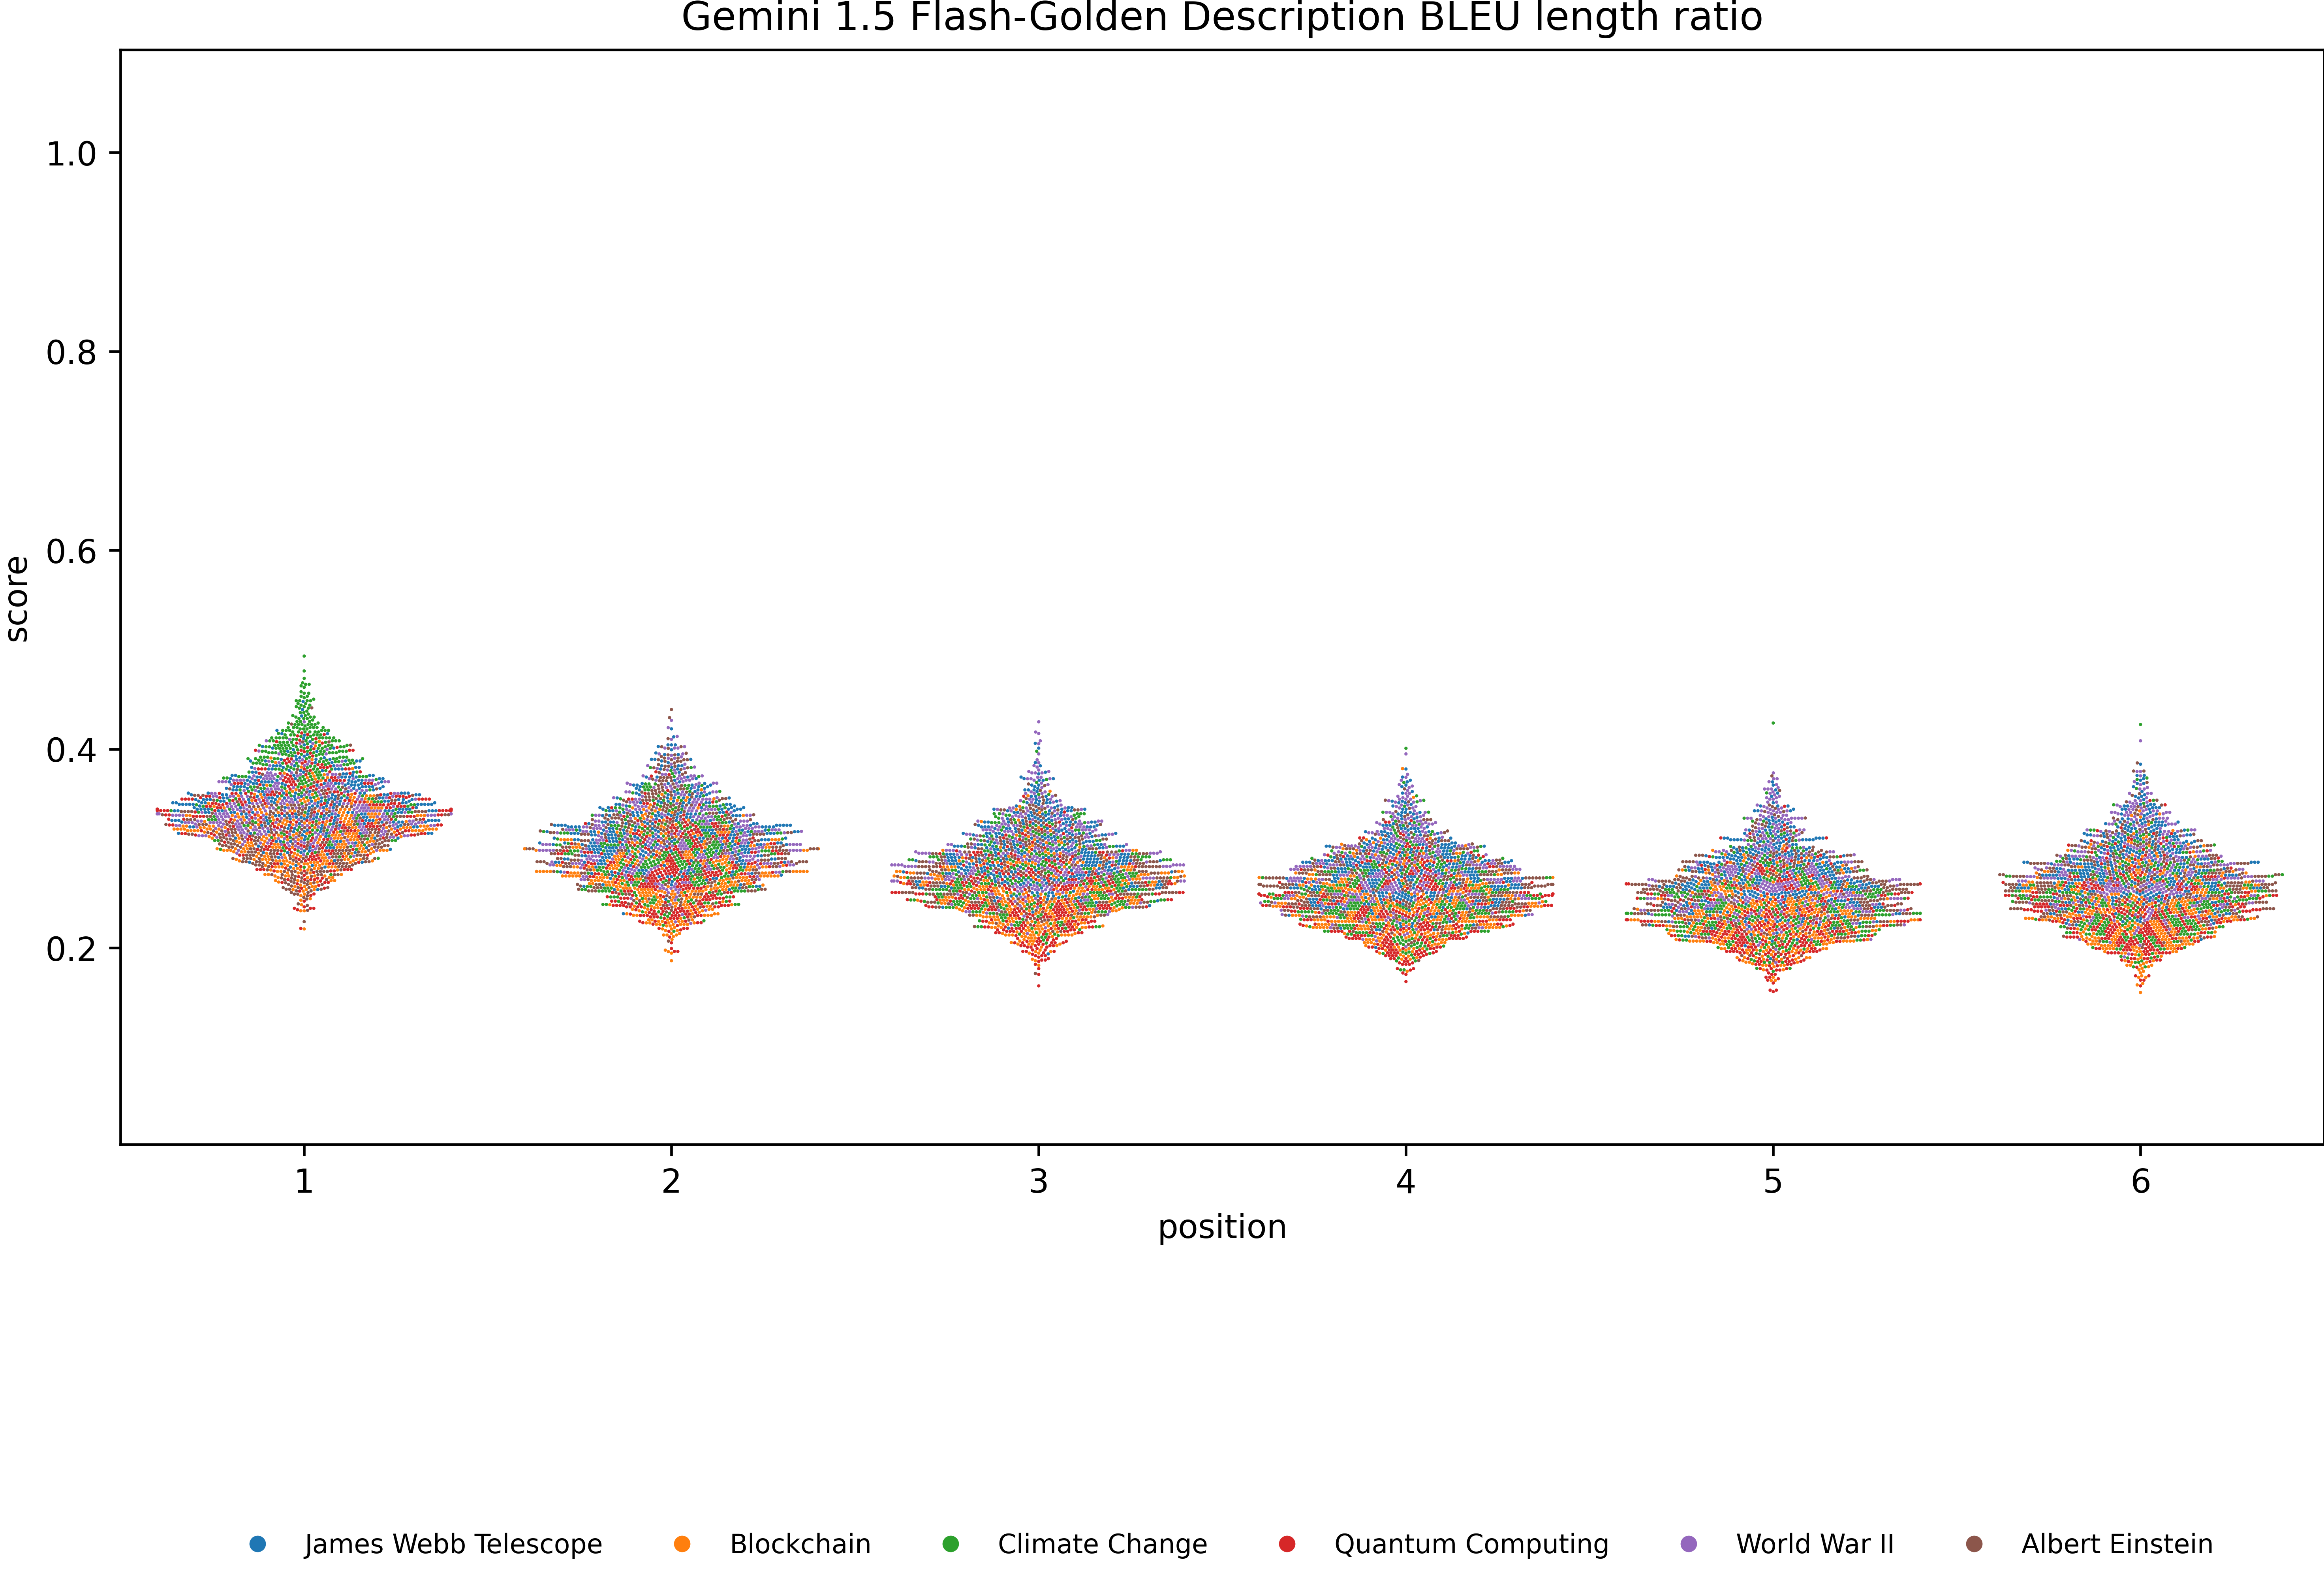 Gemini 1.5 Flash-Golden Description BLEU length ratio
1.0
0.8
0.6
0.4
0.2
score
1 2 3 4 5 6
position
James Webb Telescope Blockchain Climate Change Quantum Computing World War II Albert Einstein